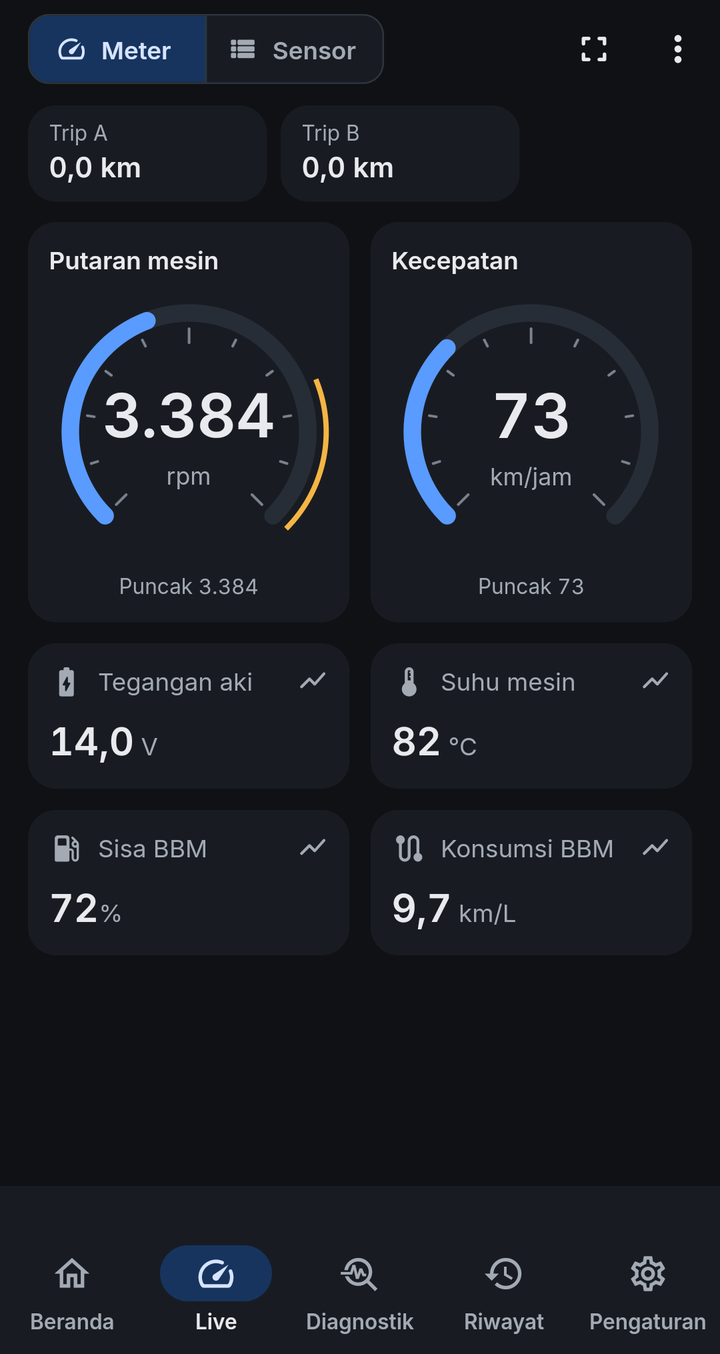 Meter Sensor
Trip A
0,0 km
Trip B
0,0 km
Putaran mesin
3.384
rpm
Puncak 3.384
Kecepatan
73
km/jam
Puncak 73
Tegangan aki
14,0 V
Suhu mesin
82 °C
Sisa BBM
72%
Konsumsi BBM
9,7 km/L
Beranda Live Diagnostik Riwayat Pengaturan